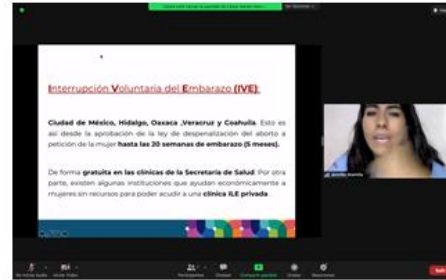 Interrupción Voluntaria del Embarazo (IVE):
Ciudad de México, Hidalgo, Oaxaca ,Veracruz y Coahuila. Esto es
así desde la aprobación de la ley de despenalización del aborto a
petición de la mujer hasta las 20 semanas de embarazo (5 meses).
De forma gratuita en las clínicas de la Secretaría de Salud. Por otra
parte, existen algunas instituciones que ayudan económicamente a
mujeres sin recursos para poder acudir a una clínica ILE privada.